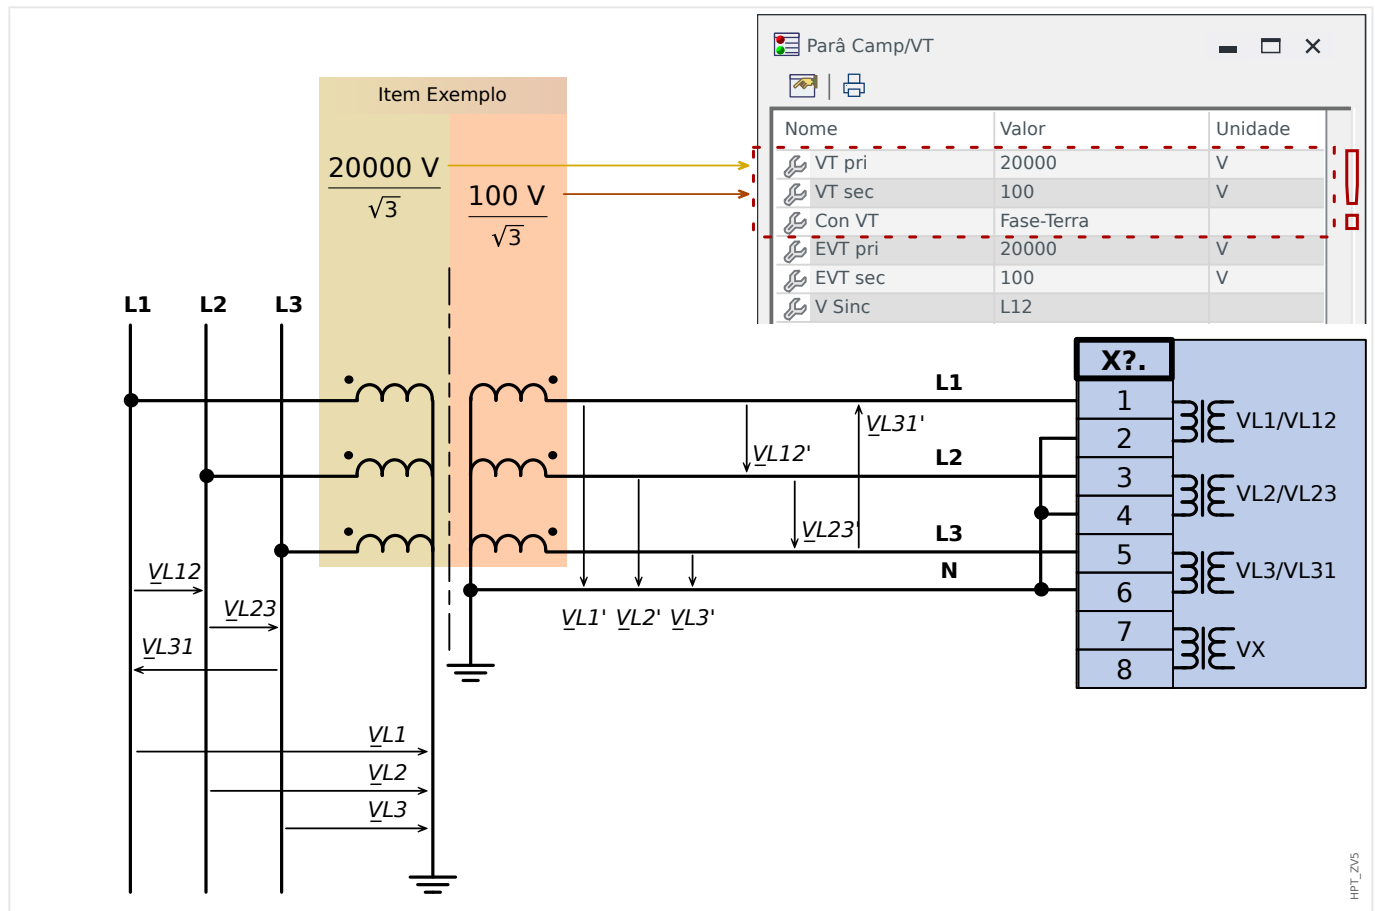 Parâ Camp/VT
Item Exemplo
Nome Valor Unidade
VT pri 20000 V
VT sec 100 V
Con VT Fase-Terra
EVT pri 20000 V
EVT sec 100 V
V Sinc L12
20000 V
√3
100 V
√3
L1 L2 L3
X?.
L1
1
VL31'
VL1/VL12
2
VL12'
L2
3
VL2/VL23
4
VL23'
L3
5
N
VL3/VL31
6
VL12
VL23
VL1' VL2' VL3'
7
VL31
VX
8
VL1
VL2
VL3
HPT_ZV5